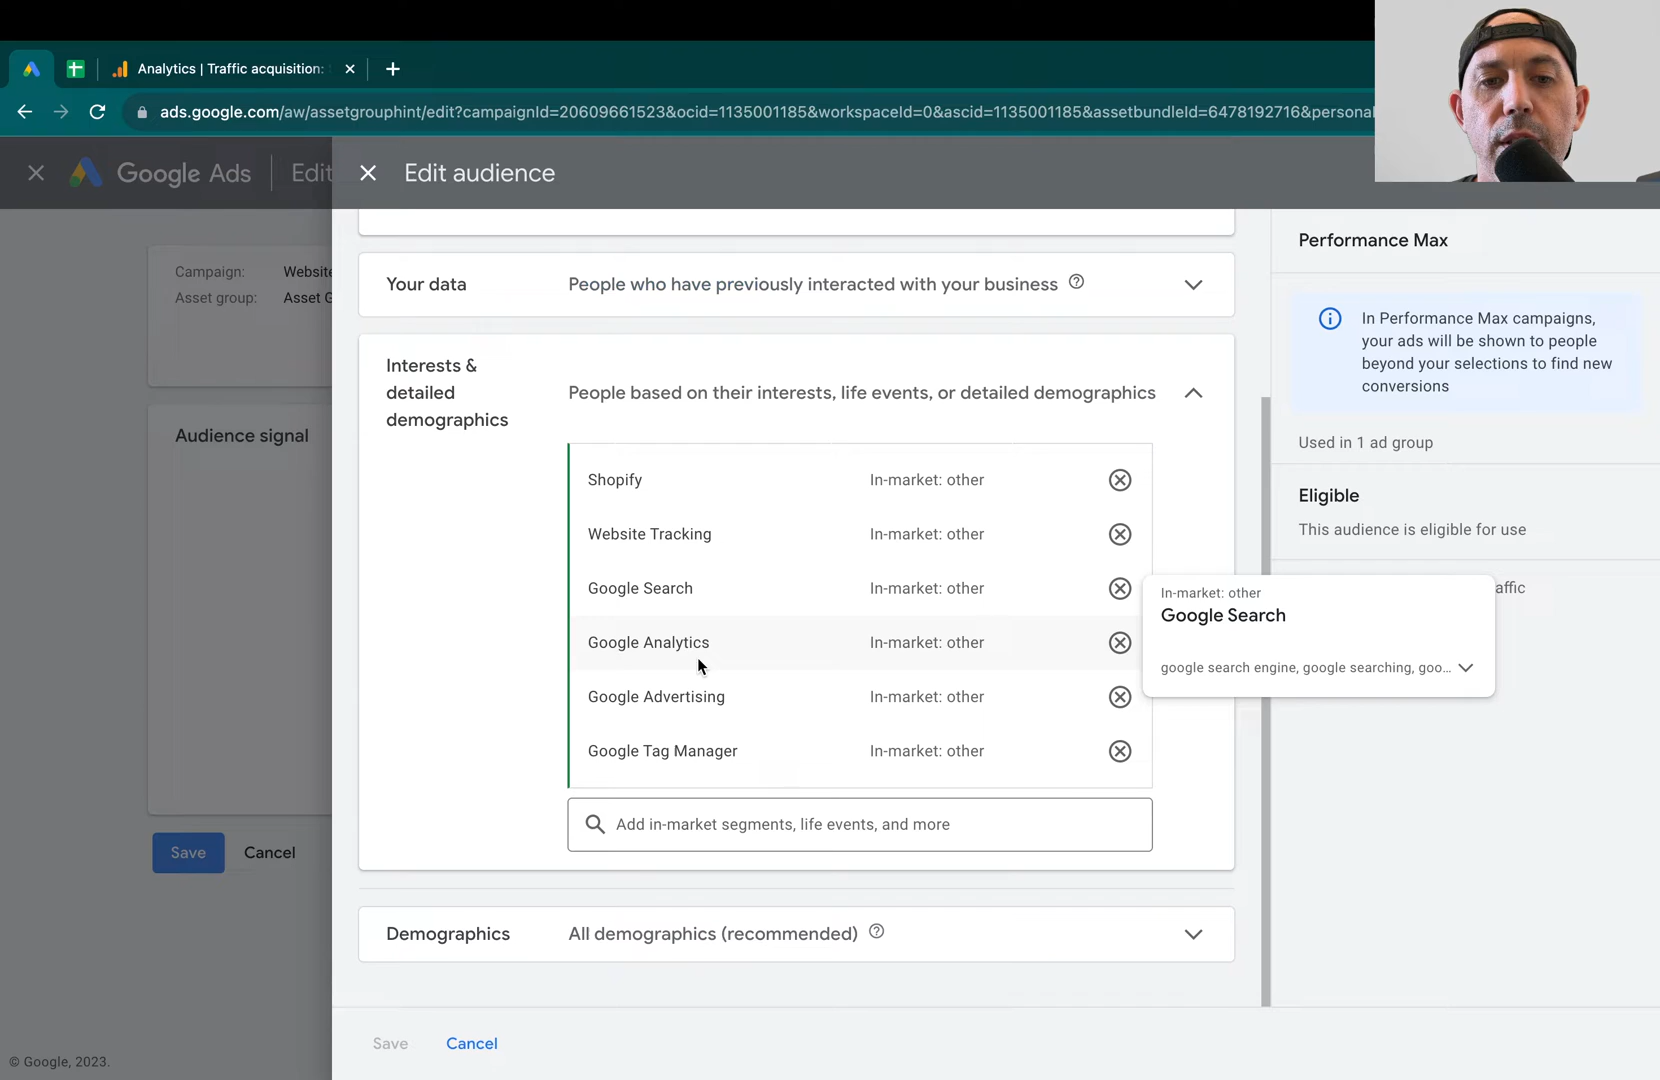 Analytics | Traffic acquisition:
ads.google.com/aw/assetgrouphint/edit?campaignId=20609661523&ocid=1135001185&workspaceId=0&ascid=1135001185&assetbundleId=6478192716&personal
Google Ads
Edit
Edit audience
Campaign: Website
Asset group: Asset G
Audience signal
Save
Cancel
Your data
People who have previously interacted with your business
Interests &
detailed
demographics
People based on their interests, life events, or detailed demographics
Shopify In-market: other
Website Tracking In-market: other
Google Search In-market: other
Google Analytics In-market: other
Google Advertising In-market: other
Google Tag Manager In-market: other
Add in-market segments, life events, and more
Demographics
All demographics (recommended)
Save
Cancel
Performance Max
In Performance Max campaigns,
your ads will be shown to people
beyond your selections to find new
conversions
Used in 1 ad group
Eligible
This audience is eligible for use
affic
In-market: other
Google Search
google search engine, google searching, goo...
© Google, 2023.